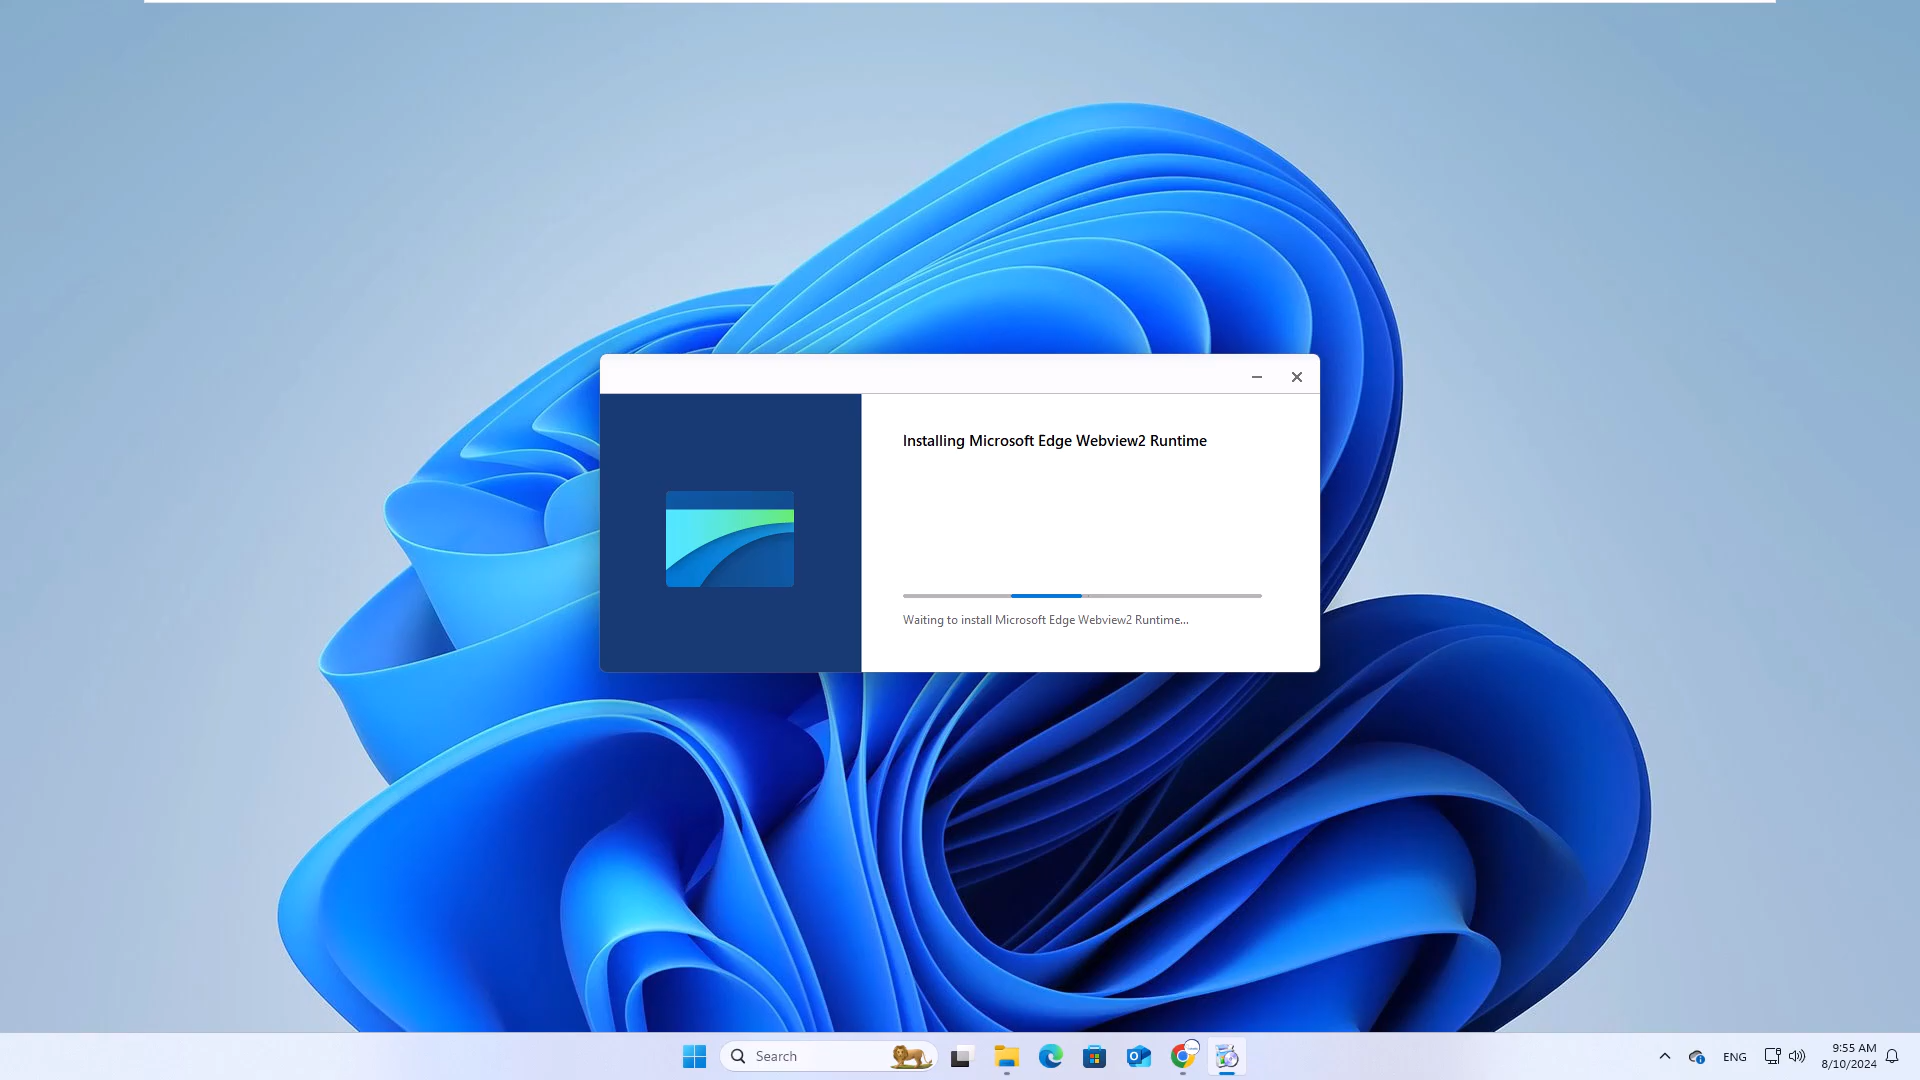 Installing Microsoft Edge Webview2 Runtime
Waiting to install Microsoft Edge Webview2 Runtime...
Search
ENG
9:55 AM
8/10/2024